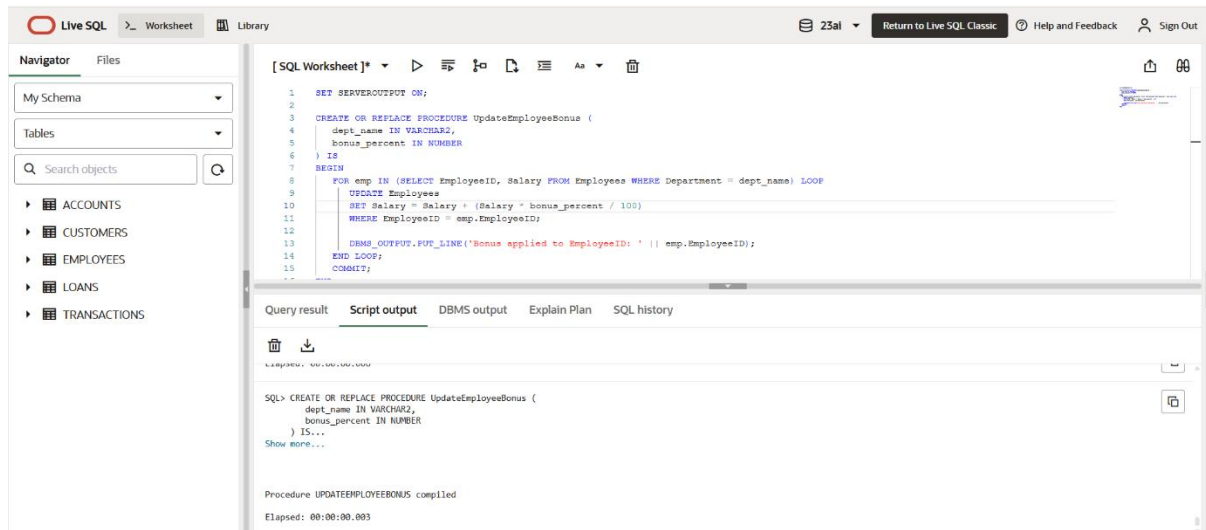 Live SQL >_ Worksheet Library 23ai Return to Live SQL Classic Help and Feedback Sign Out
Navigator Files
[ SQL Worksheet ]* Aa
My Schema
Tables
Search objects
ACCOUNTS
CUSTOMERS
EMPLOYEES
LOANS
TRANSACTIONS
1 SET SERVEROUTPUT ON;
2
3 CREATE OR REPLACE PROCEDURE UpdateEmployeeBonus (
4 dept_name IN VARCHAR2,
5 bonus_percent IN NUMBER
6 ) IS
7 BEGIN
8 FOR emp IN (SELECT EmployeeID, Salary FROM Employees WHERE Department = dept_name) LOOP
9 UPDATE Employees
10 SET Salary = Salary + (Salary * bonus_percent / 100)
11 WHERE EmployeeID = emp.EmployeeID;
12
13 DBMS_OUTPUT.PUT_LINE('Bonus applied to EmployeeID: ' || emp.EmployeeID);
14 END LOOP;
15 COMMIT;
Query result Script output DBMS output Explain Plan SQL history
SQL> CREATE OR REPLACE PROCEDURE UpdateEmployeeBonus (
dept_name IN VARCHAR2,
bonus_percent IN NUMBER
) IS...
Show more...
Procedure UPDATEEMPLOYEEBONUS compiled
Elapsed: 00:00:00.003